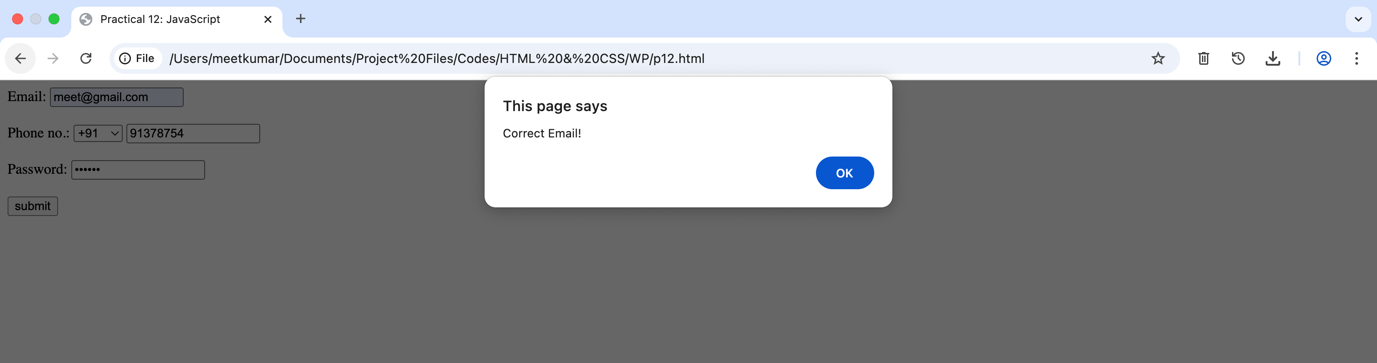 Practical 12: JavaScript
File /Users/meetkumar/Documents/Project%20Files/Codes/HTML%20&%20CSS/WP/p12.html
Email: meet@gmail.com
Phone no.: +91 91378754
Password: ••••••
submit
This page says
Correct Email!
OK